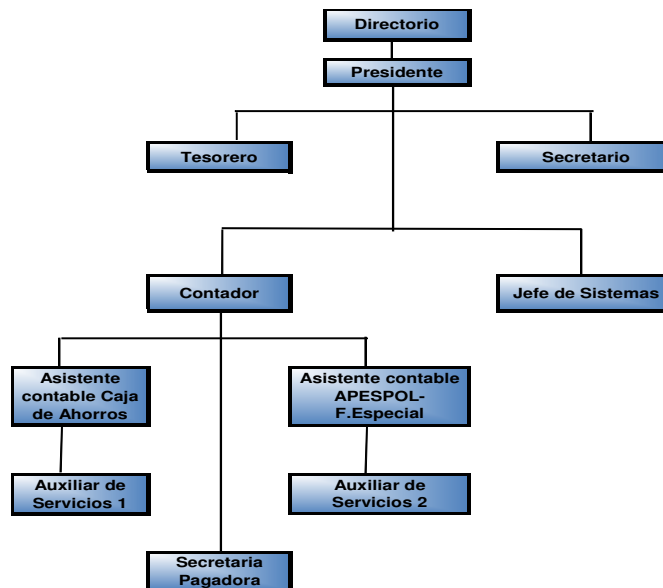 Directorio
Presidente
Tesorero
Secretario
Contador
Jefe de Sistemas
Asistente
contable Caja
de Ahorros
Asistente contable
APESPOL-
F.Especial
Auxiliar de
Servicios 1
Auxiliar de
Servicios 2
Secretaria
Pagadora